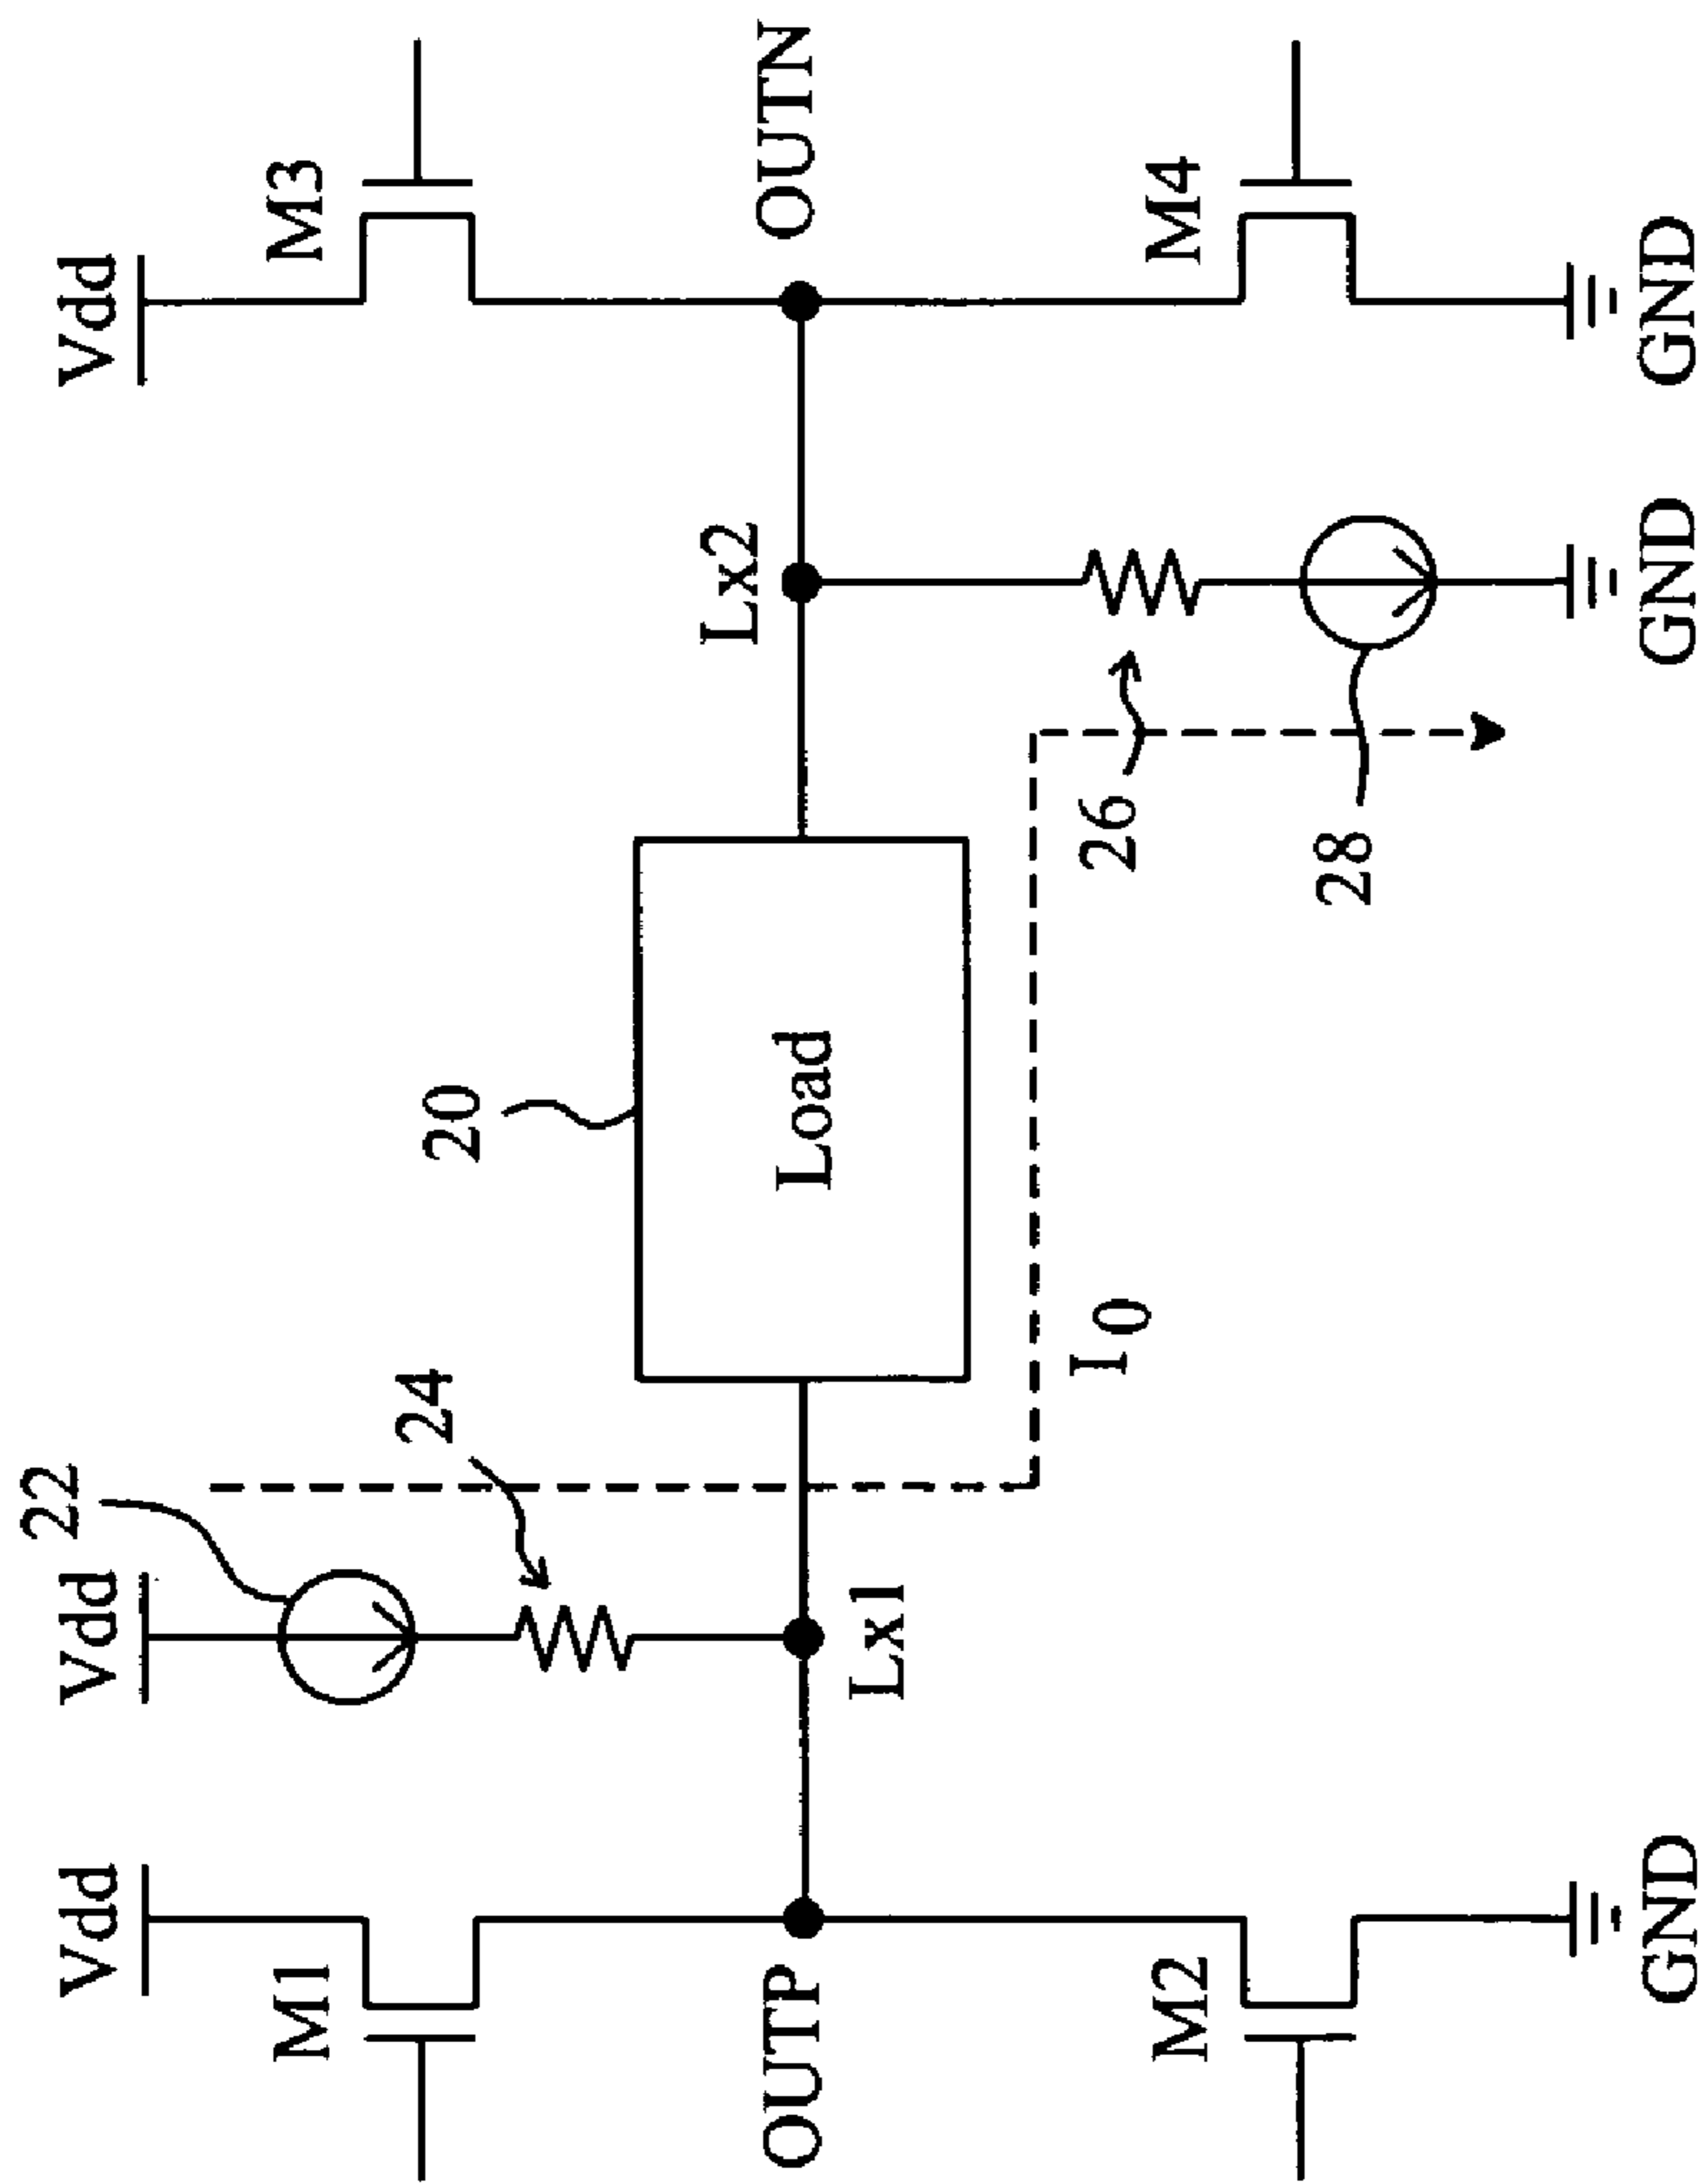 22
Vdd
Vdd
Vdd
M1
M3
24
20
Lx2
OUTP
Load
OUTN
Lx1
I0
26
M2
M4
28
GND
GND
GND